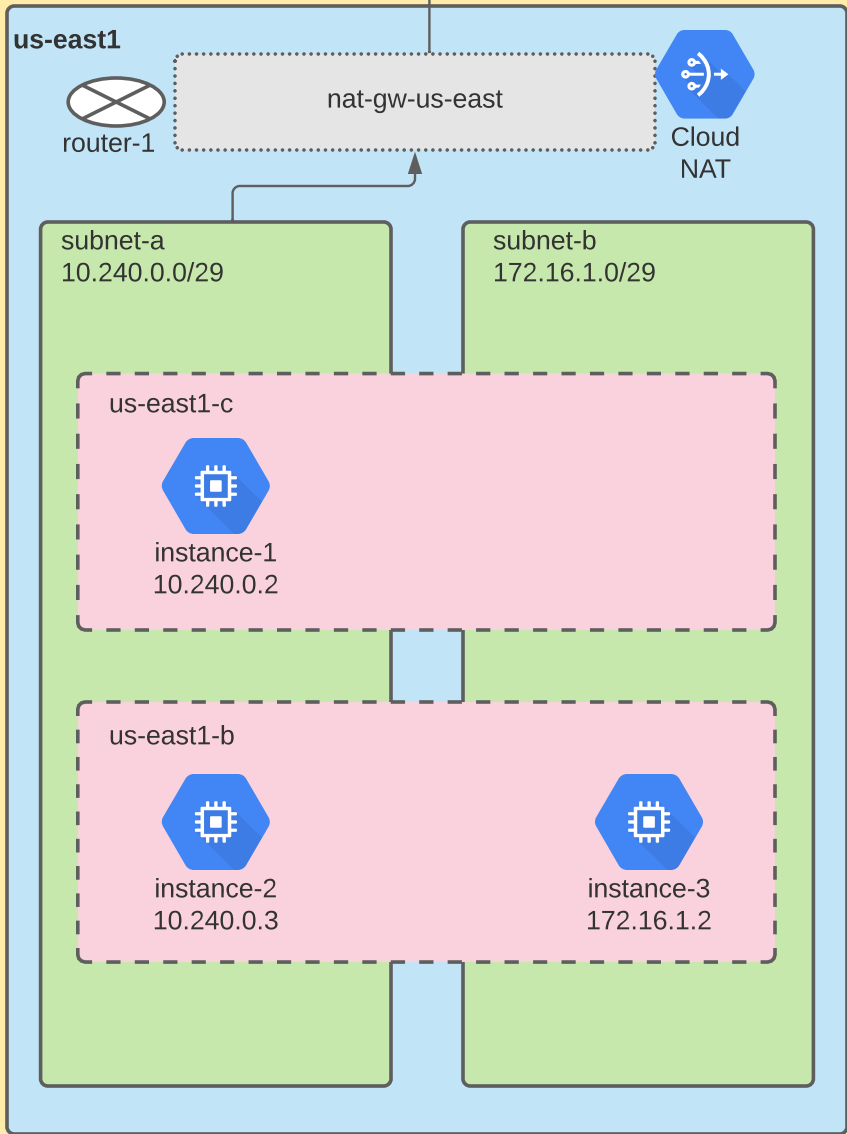 us-east1
nat-gw-us-east
router-1
Cloud
NAT
subnet-a
10.240.0.0/29
subnet-b
172.16.1.0/29
us-east1-c
instance-1
10.240.0.2
us-east1-b
instance-2
10.240.0.3
instance-3
172.16.1.2